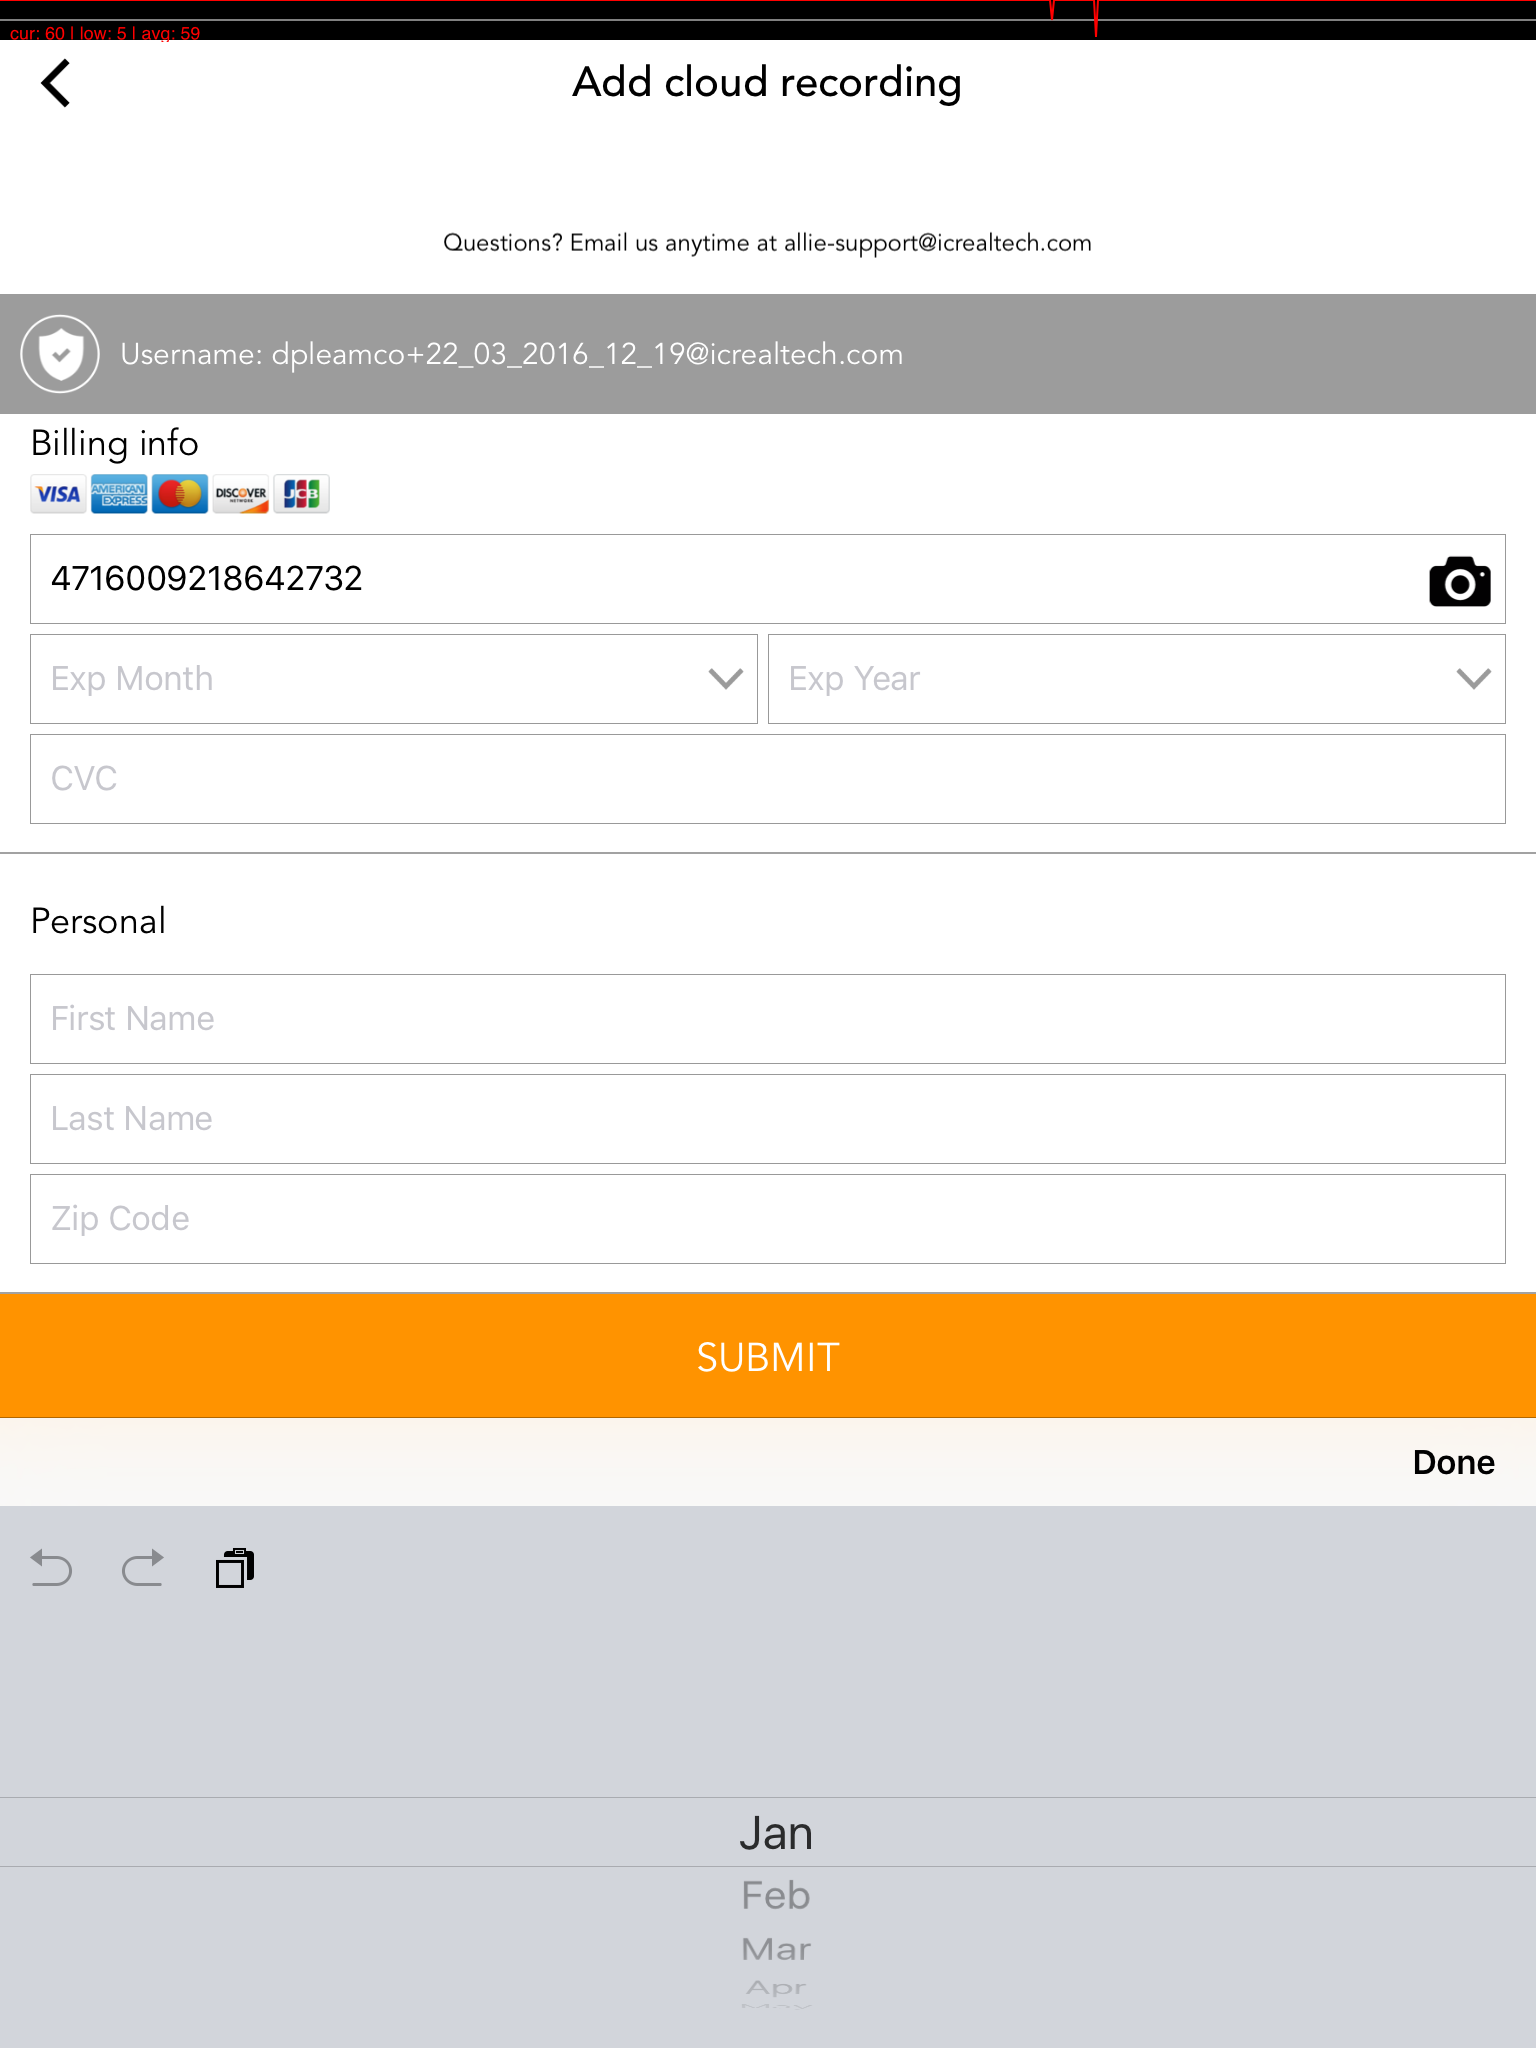 cur: 60 | low: 5 | avg: 59
Add cloud recording
Questions? Email us anytime at allie-support@icrealtech.com
Username: dpleamco+22_03_2016_12_19@icrealtech.com
Billing info
VISA AMERICAN EXPRESS DISCOVER NETWORK JCB
4716009218642732
Exp Month Exp Year
CVC
Personal
First Name
Last Name
Zip Code
SUBMIT
Done
Jan
Feb
Mar
Apr
May